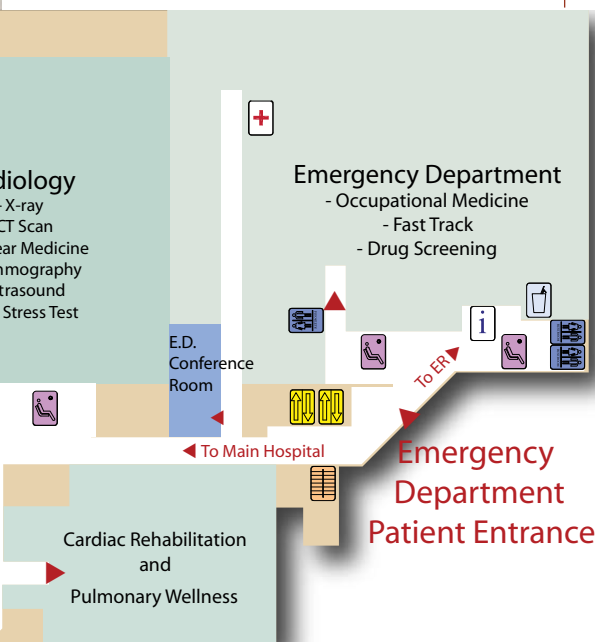 diology
- X-ray
CT Scan
ear Medicine
mmography
trasound
Stress Test
Emergency Department
- Occupational Medicine
- Fast Track
- Drug Screening
i
E.D.
Conference
Room
To ER
To Main Hospital
Emergency
Department
Patient Entrance
Cardiac Rehabilitation
and
Pulmonary Wellness